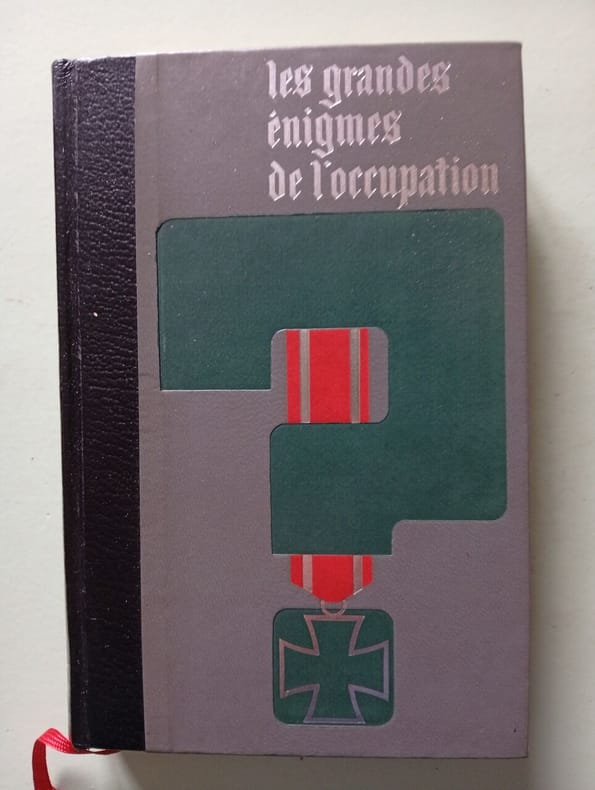 les grandes
énigmes
de l'occupation